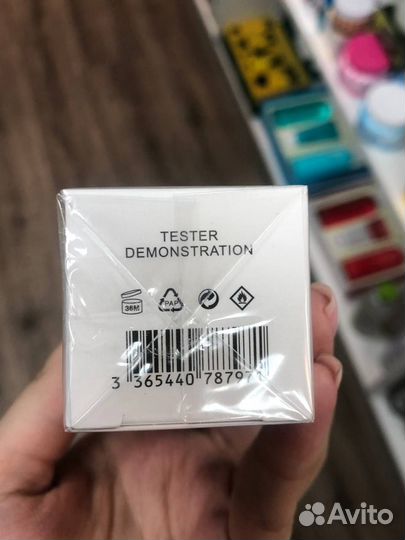 TESTER
DEMONSTRATION
36M
PAP
3 365440 78797
Avito